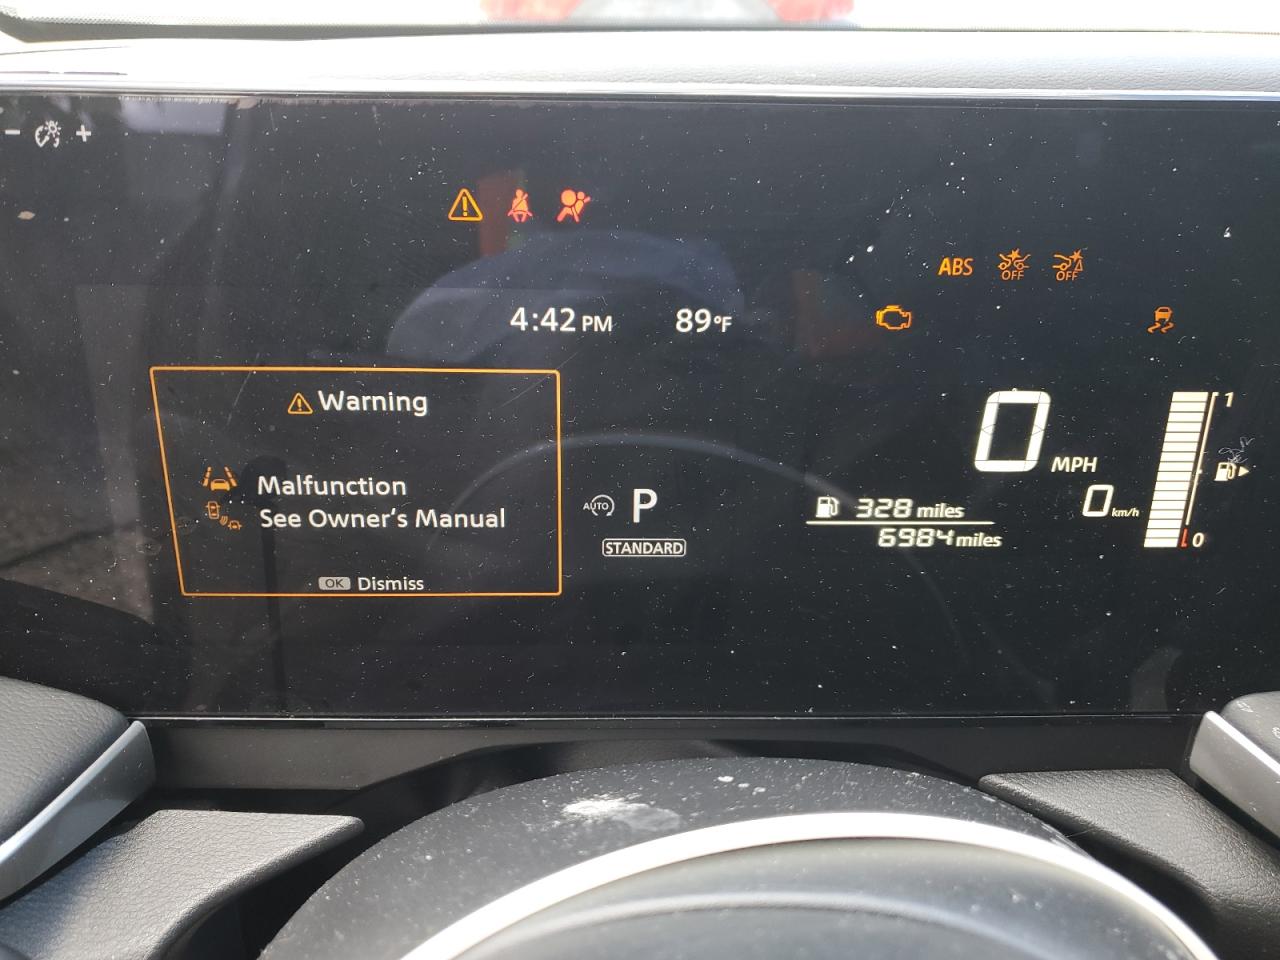 − +
ABS
OFF OFF
4:42 PM 89°F
Warning
Malfunction
See Owner's Manual
OK Dismiss
AUTO P
STANDARD
0 MPH
0 km/h
328 miles
6984 miles
1
0